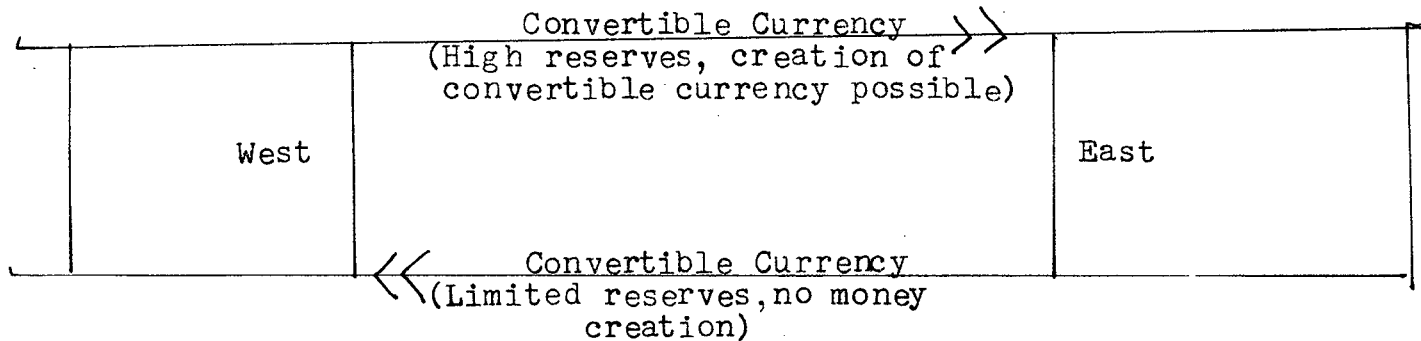 Convertible Currency
(High reserves, creation of
convertible currency possible)
West
East
Convertible Currency
(Limited reserves,no money
creation)